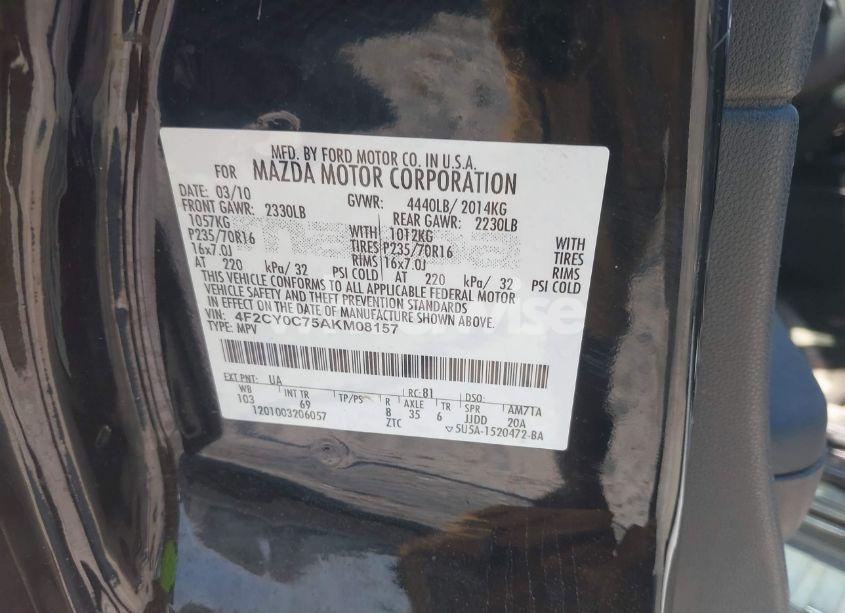 MFD. BY FORD MOTOR CO. IN U.S.A.
FOR MAZDA MOTOR CORPORATION
DATE: 03/10 GVWR: 4440LB/ 2014KG
FRONT GAWR: 2330LB REAR GAWR: 2230LB
1057KG WITH 1012KG WITH
P235/70R16 TIRES P235/70R16 TIRES
16x7.0J RIMS 16x7.0J RIMS
AT 220 kPa/ 32 PSI COLD AT 220 kPa/ 32 PSI COLD
THIS VEHICLE CONFORMS TO ALL APPLICABLE FEDERAL MOTOR
VEHICLE SAFETY AND THEFT PREVENTION STANDARDS
IN EFFECT ON THE DATE OF MANUFACTURE SHOWN ABOVE.
VIN: 4F2CY0C75AKM08157
TYPE: MPV
EXT PNT: UA RC: 81 DSO:
WB INT TR TP/PS R AXLE TR SPR AM7TA
103 69 8 35 6 JJDD 20A
1201003206057 ZTC ▽5U5A-1520472-BA